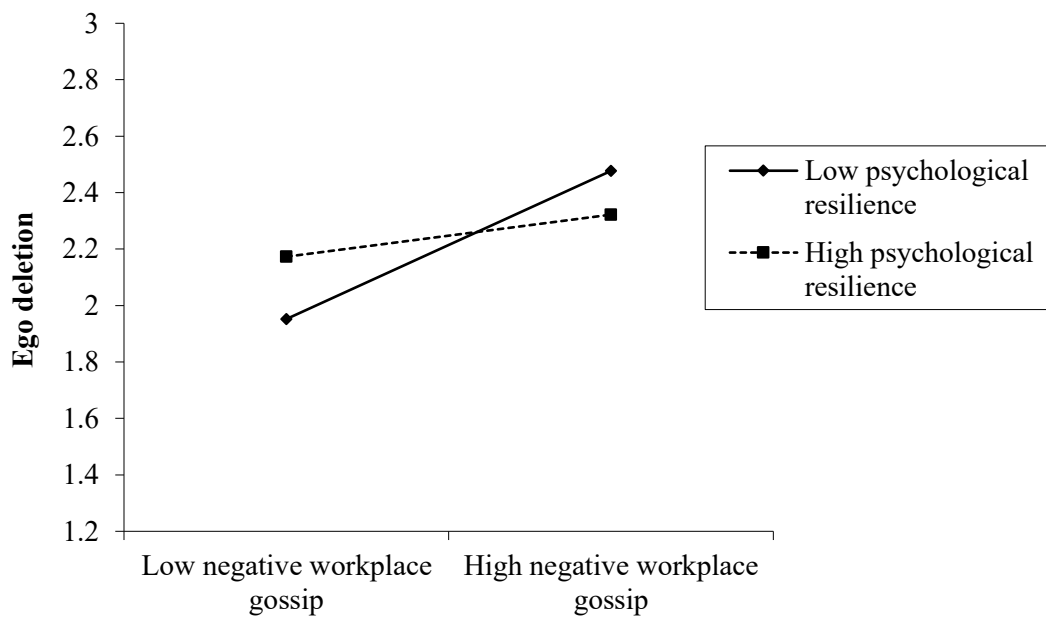 3
2.8
2.6
2.4
2.2
2
1.8
1.6
1.4
1.2
Ego deletion
Low negative workplace
gossip
High negative workplace
gossip
Low psychological
resilience
High psychological
resilience